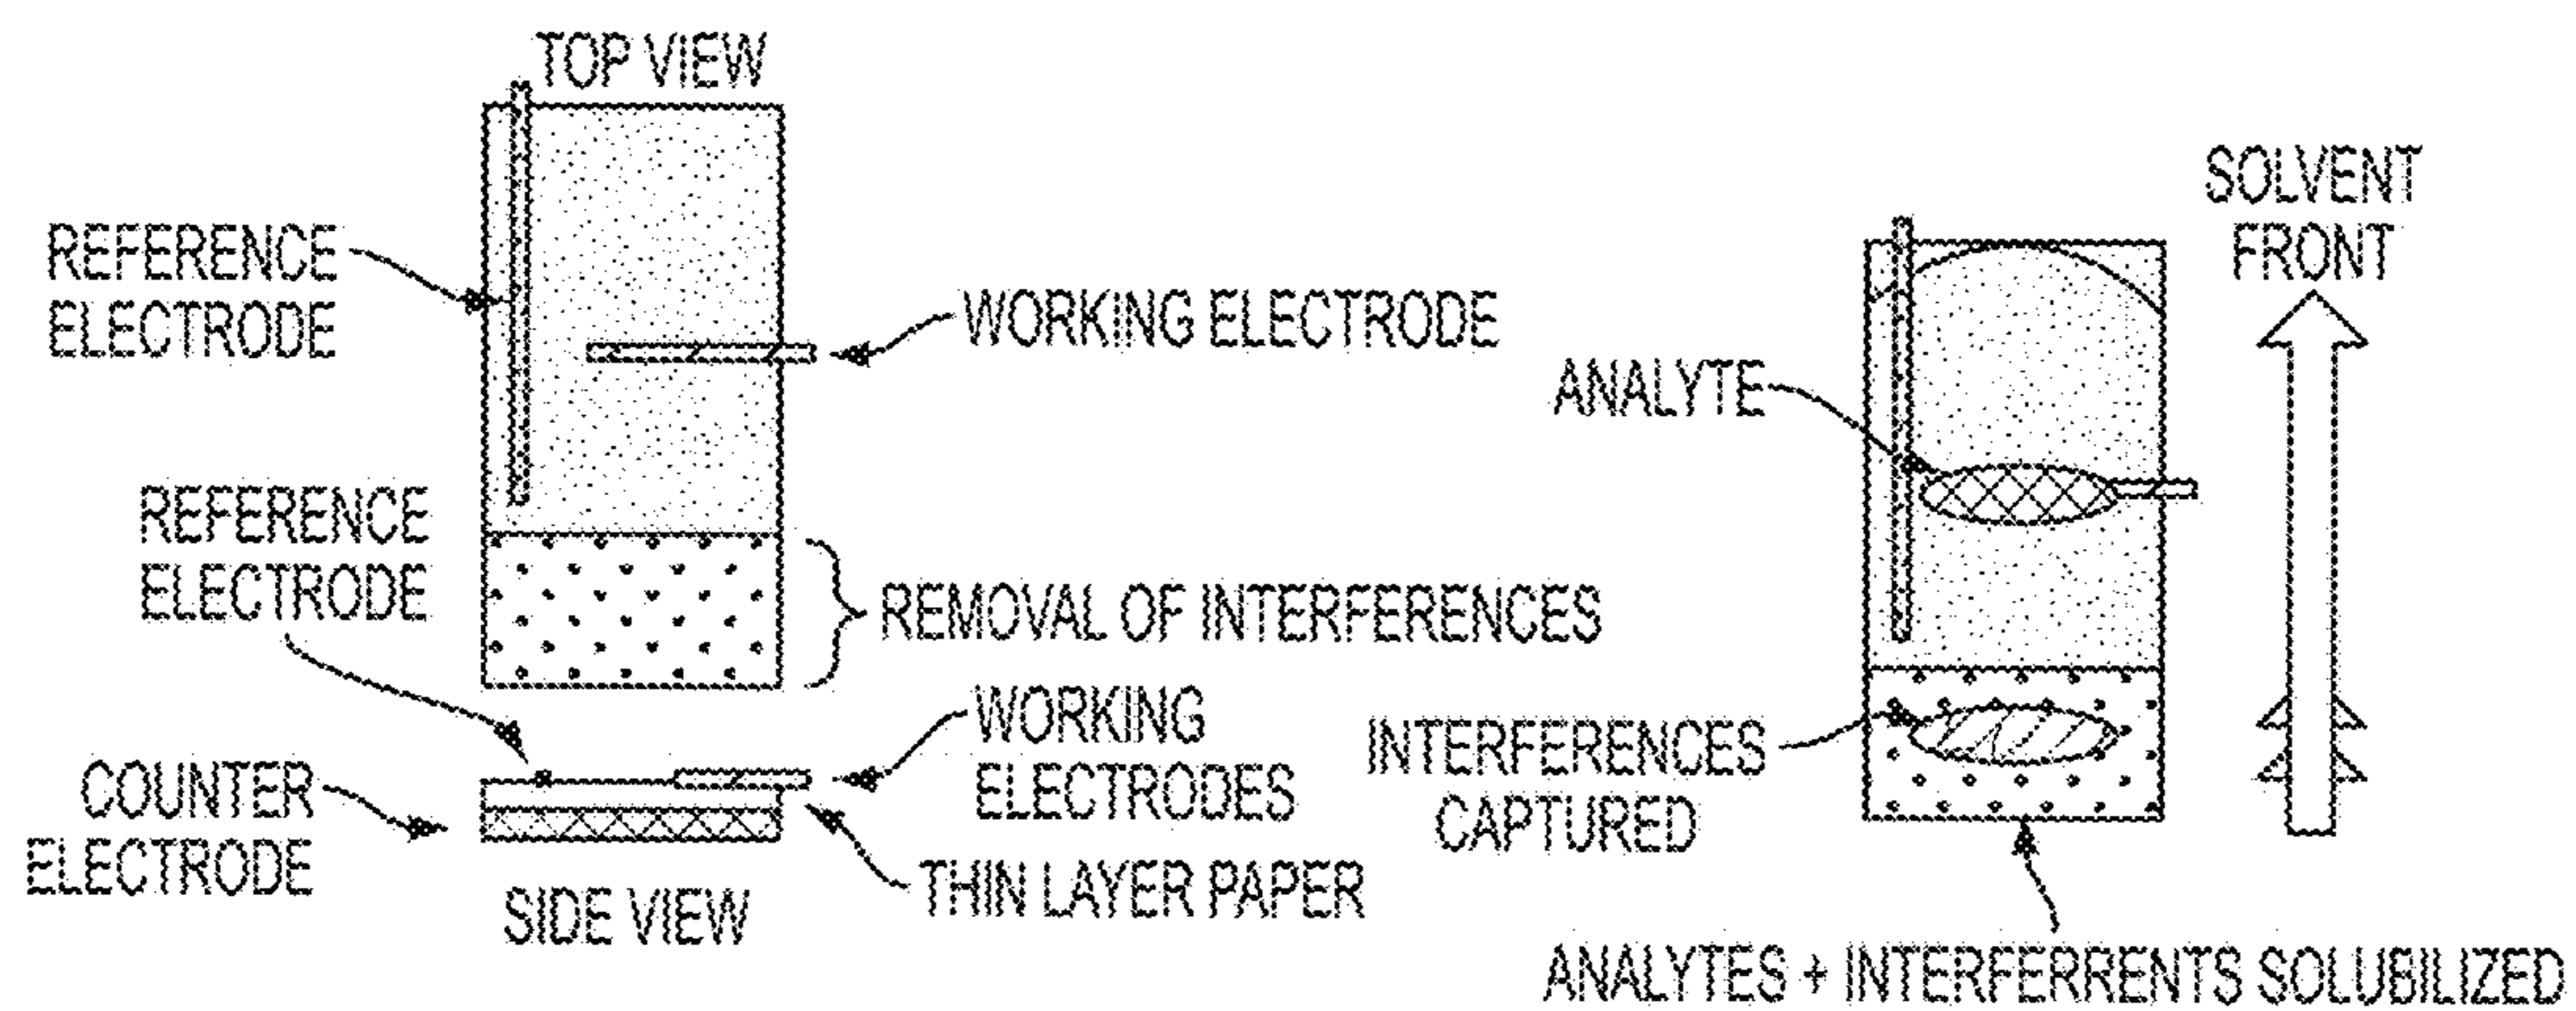 TOP VIEW
REFERENCE
ELECTRODE
WORKING ELECTRODE
REFERENCE
ELECTRODE
REMOVAL OF INTERFERENCES
WORKING
ELECTRODES
COUNTER
ELECTRODE
THIN LAYER PAPER
SIDE VIEW
SOLVENT
FRONT
ANALYTE
INTERFERENCES
CAPTURED
ANALYTES + INTERFERRENTS SOLUBILIZED